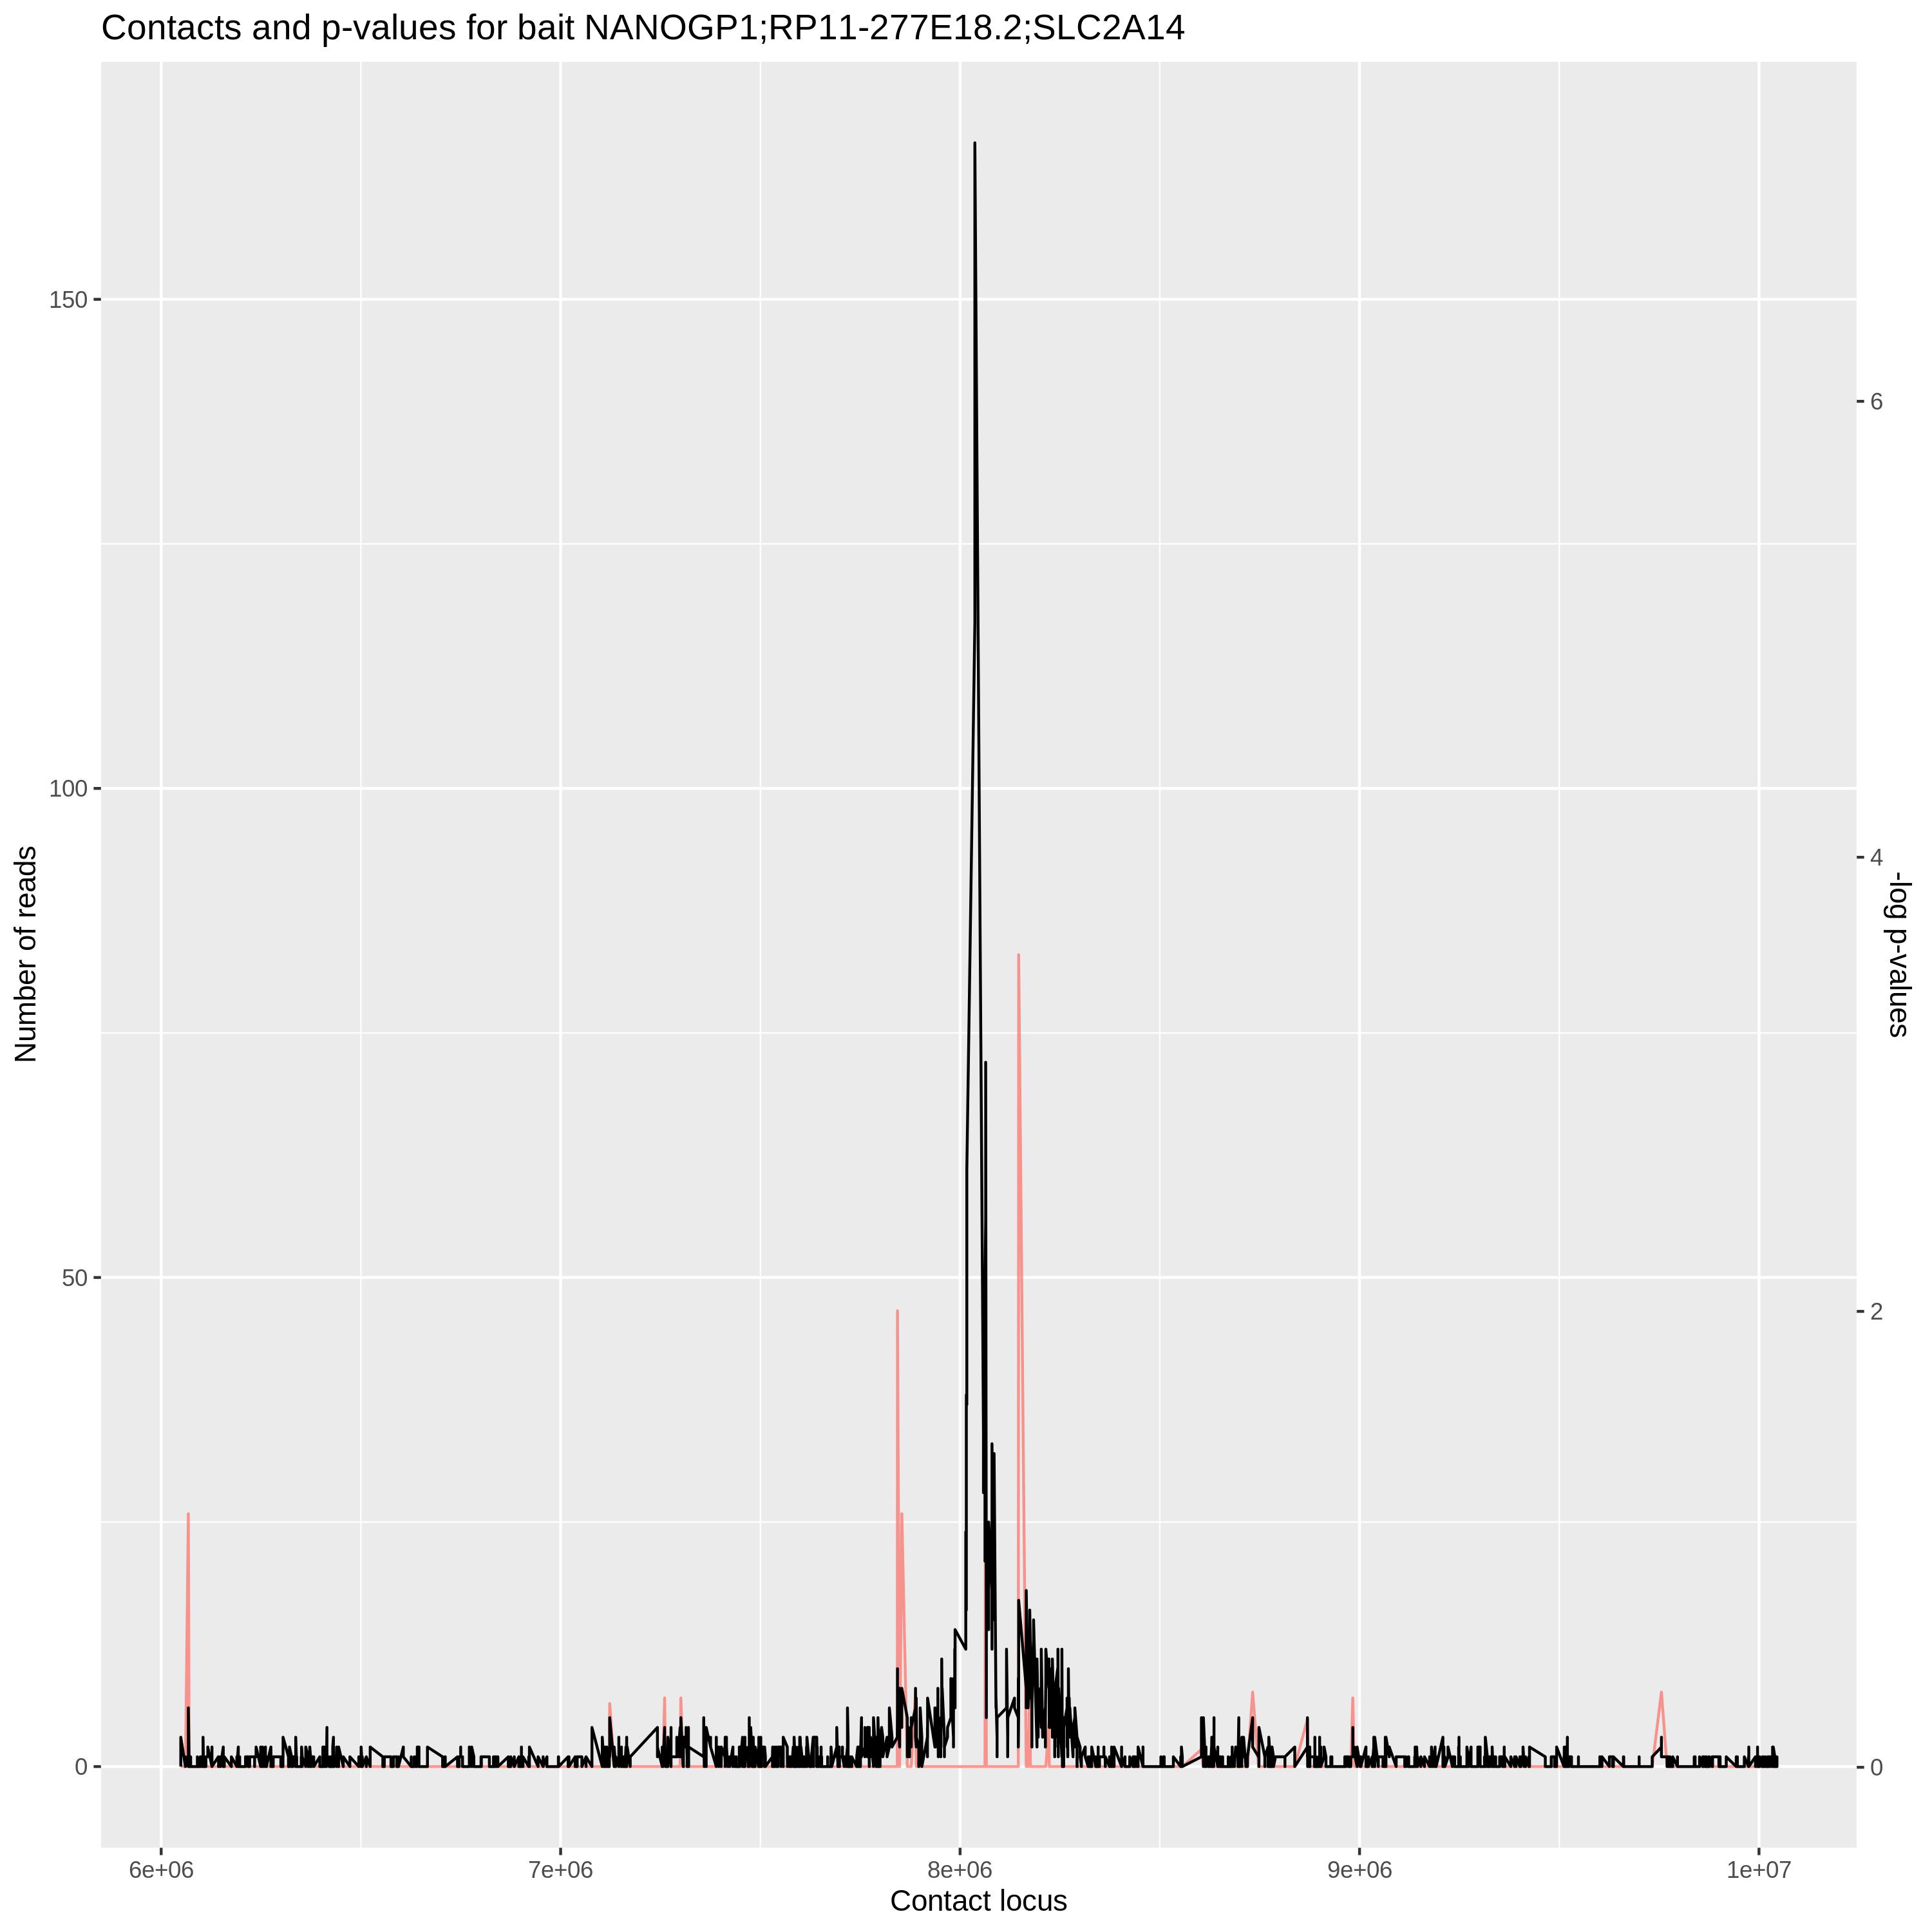 Contacts and p-values for bait NANOGP1;RP11-277E18.2;SLC2A14
150
100
50
0
Number of reads
6
4
2
0
-log p-values
6e+06
7e+06
8e+06
9e+06
1e+07
Contact locus